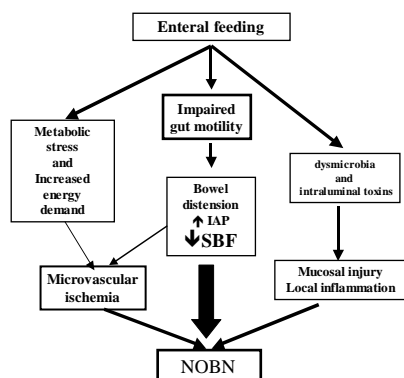 Enteral feeding
Impaired
gut motility
Metabolic
stress
and
Increased
energy
demand
dysmicrobia
and
intraluminal toxins
Bowel
distension
↑ IAP
↓ SBF
Microvascular
ischemia
Mucosal injury
Local inflammation
NOBN